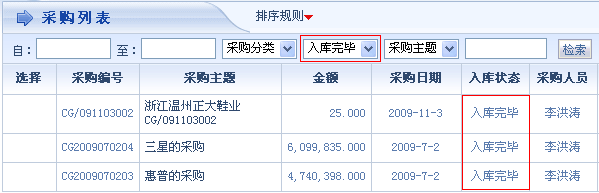 采购列表 排序规则
自: 至: 采购分类 入库完毕 采购主题 检索
选择 采购编号 采购主题 金额 采购日期 入库状态 采购人员
CG/091103002 浙江温州正大鞋业 CG/091103002 25.000 2009-11-3 入库完毕 李洪涛
CG2009070204 三星的采购 6,099,835.000 2009-7-2 入库完毕 李洪涛
CG2009070203 惠普的采购 4,740,398.000 2009-7-2 入库完毕 李洪涛